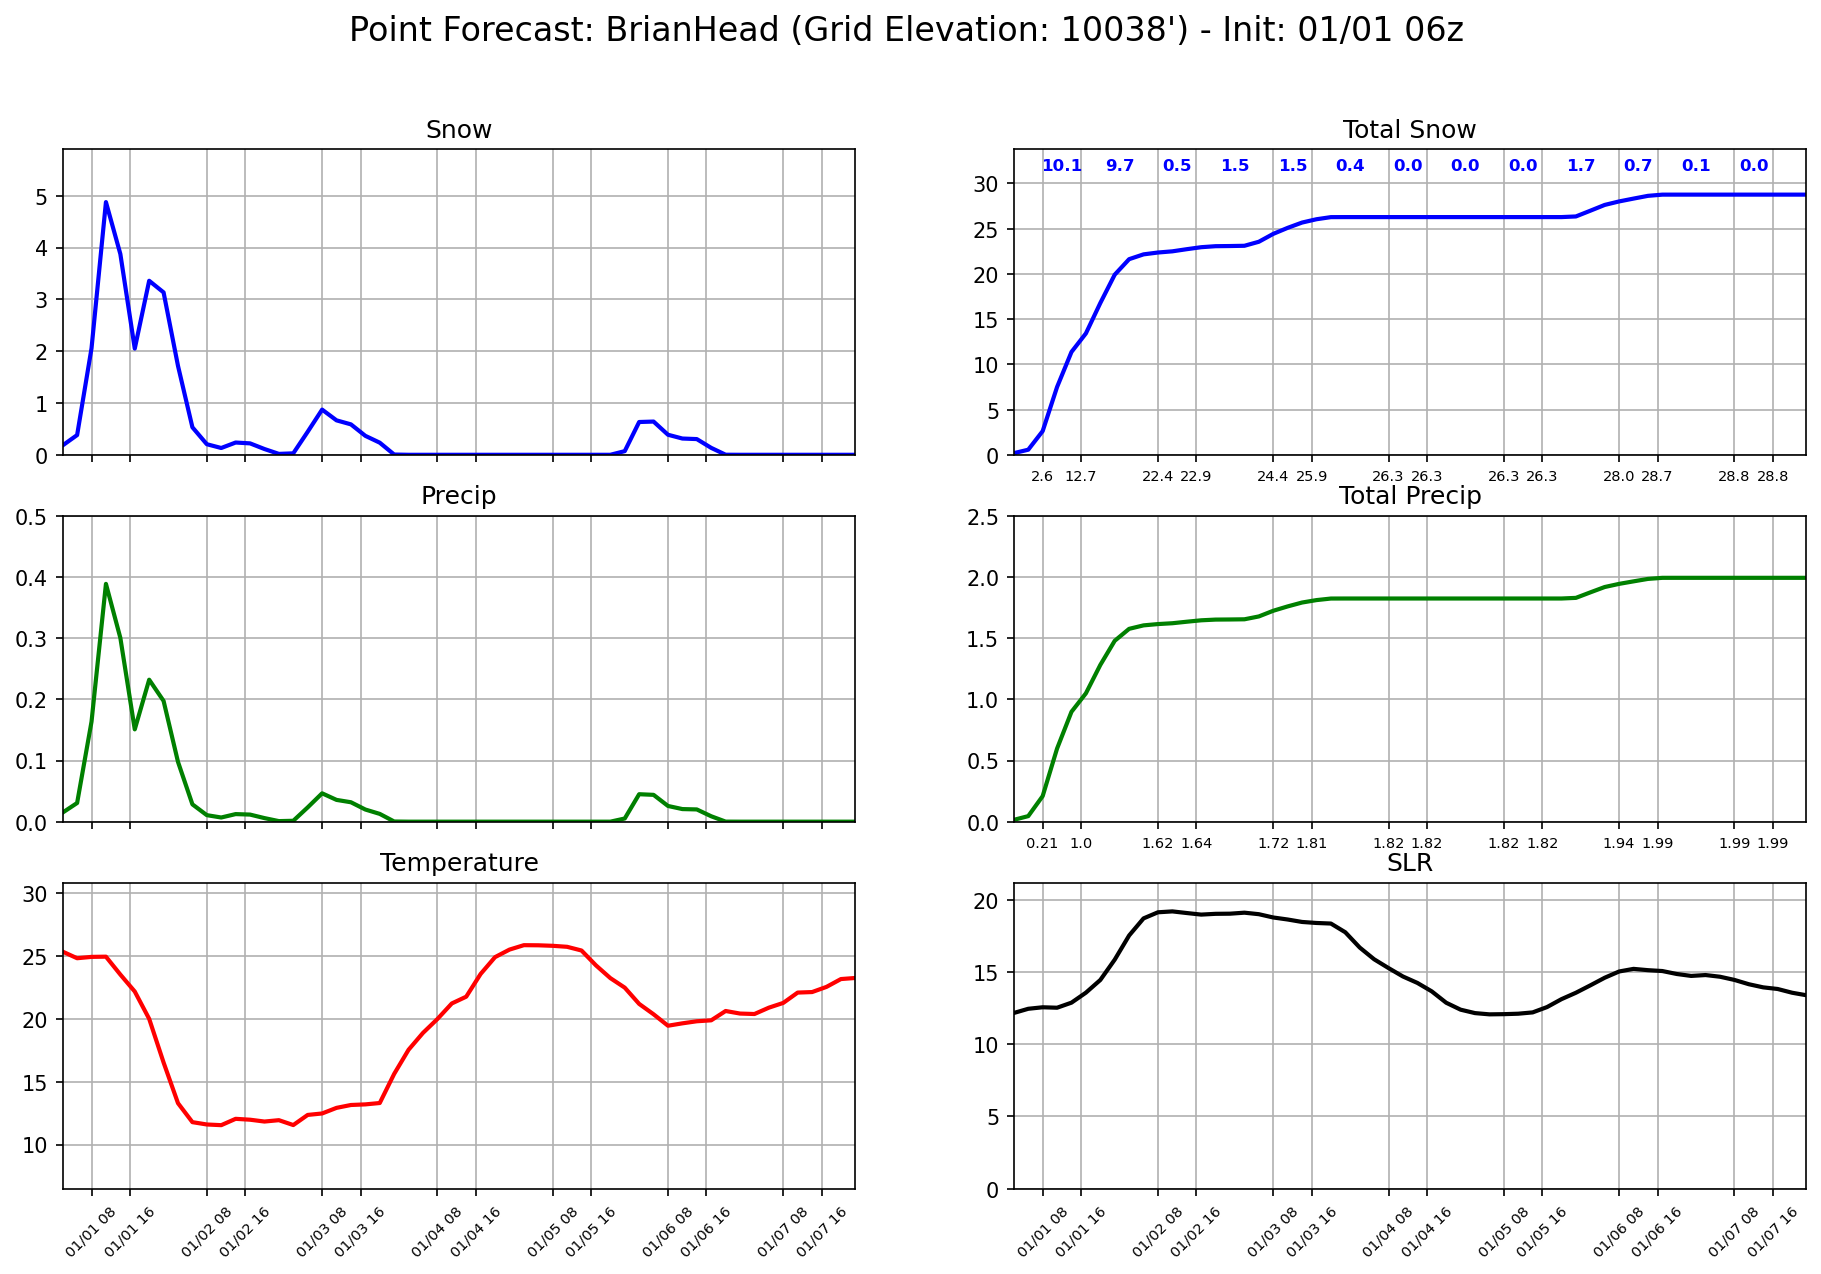 Point Forecast: BrianHead (Grid Elevation: 10038') - Init: 01/01 06z
Snow
5
4
3
2
1
0
Total Snow
10.1 9.7 0.5 1.5 1.5 0.4 0.0 0.0 0.0 1.7 0.7 0.1 0.0
30
25
20
15
10
5
0
2.6 12.7 22.4 22.9 24.4 25.9 26.3 26.3 26.3 26.3 28.0 28.7 28.8 28.8
Precip
0.5
0.4
0.3
0.2
0.1
0.0
Total Precip
2.5
2.0
1.5
1.0
0.5
0.0
0.21 1.0 1.62 1.64 1.72 1.81 1.82 1.82 1.82 1.82 1.94 1.99 1.99 1.99
Temperature
30
25
20
15
10
01/01 08 01/01 16 01/02 08 01/02 16 01/03 08 01/03 16 01/04 08 01/04 16 01/05 08 01/05 16 01/06 08 01/06 16 01/07 08 01/07 16
SLR
20
15
10
5
0
01/01 08 01/01 16 01/02 08 01/02 16 01/03 08 01/03 16 01/04 08 01/04 16 01/05 08 01/05 16 01/06 08 01/06 16 01/07 08 01/07 16